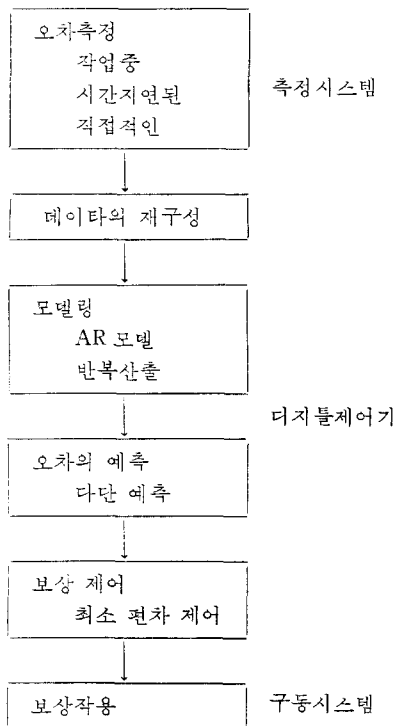 오차측정
작업중
시간지연된
직접적인
측정시스템
데이타의 재구성
모델링
AR 모델
반복산출
디지틀제어기
오차의 예측
다단 예측
보상 제어
최소 편차 제어
보상작용
구동시스템